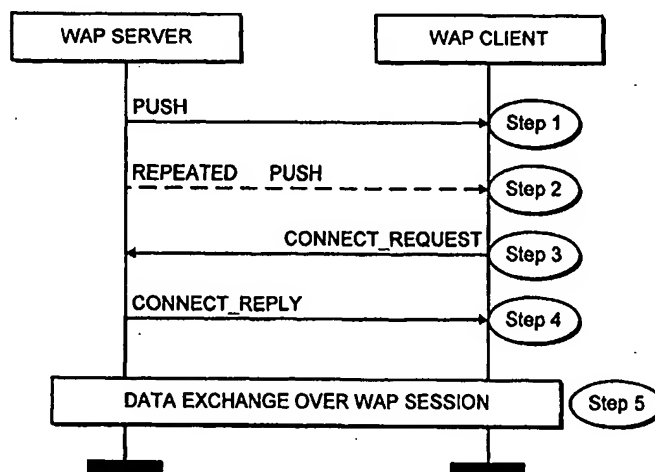 WAP SERVER
WAP CLIENT
PUSH
Step 1
REPEATED PUSH
Step 2
CONNECT_REQUEST
Step 3
CONNECT_REPLY
Step 4
DATA EXCHANGE OVER WAP SESSION
Step 5